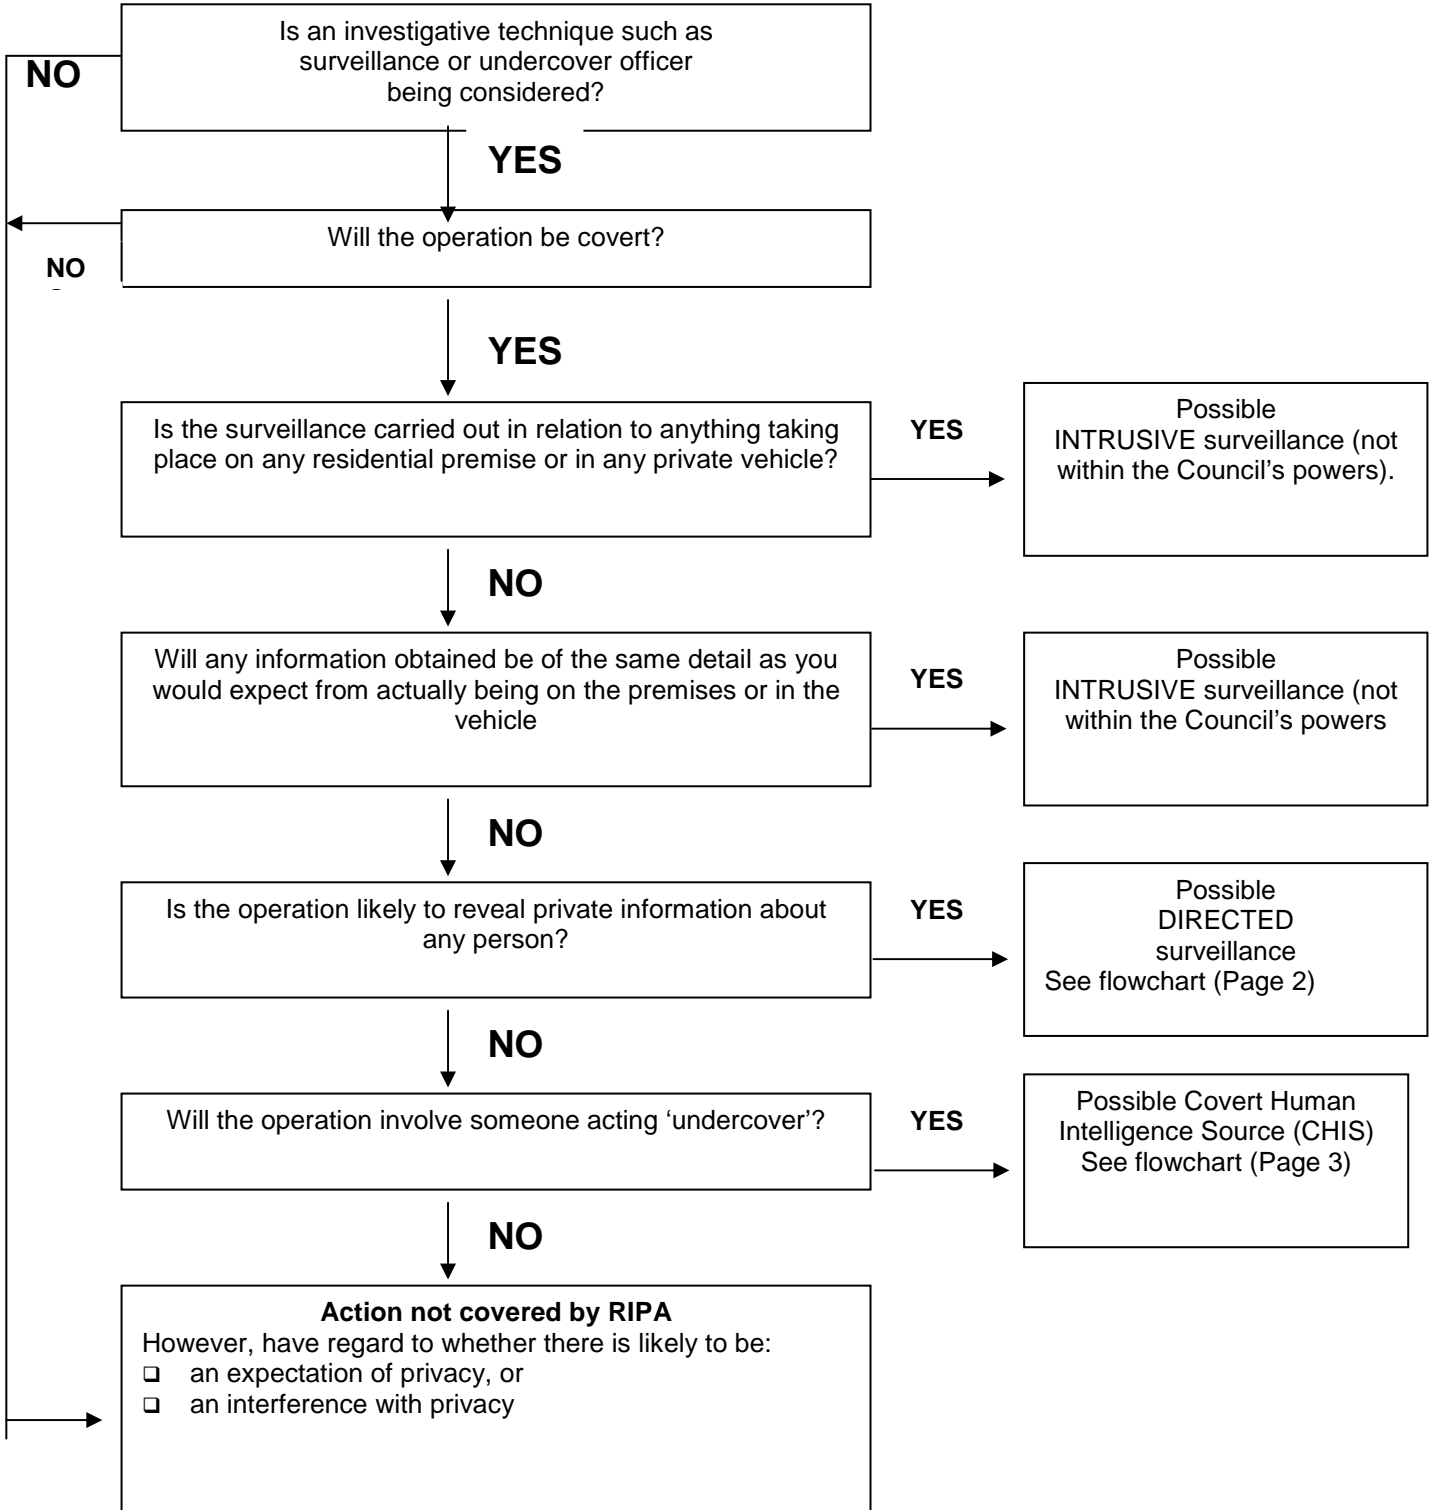 Is an investigative technique such as
surveillance or undercover officer
being considered?
NO
YES
Will the operation be covert?
NO
YES
Is the surveillance carried out in relation to anything taking
place on any residential premise or in any private vehicle?
YES
Possible
INTRUSIVE surveillance (not
within the Council's powers).
NO
Will any information obtained be of the same detail as you
would expect from actually being on the premises or in the
vehicle
YES
Possible
INTRUSIVE surveillance (not
within the Council's powers
NO
Is the operation likely to reveal private information about
any person?
YES
Possible
DIRECTED
surveillance
See flowchart (Page 2)
NO
Will the operation involve someone acting 'undercover'?
YES
Possible Covert Human
Intelligence Source (CHIS)
See flowchart (Page 3)
NO
Action not covered by RIPA
However, have regard to whether there is likely to be:
❑ an expectation of privacy, or
❑ an interference with privacy